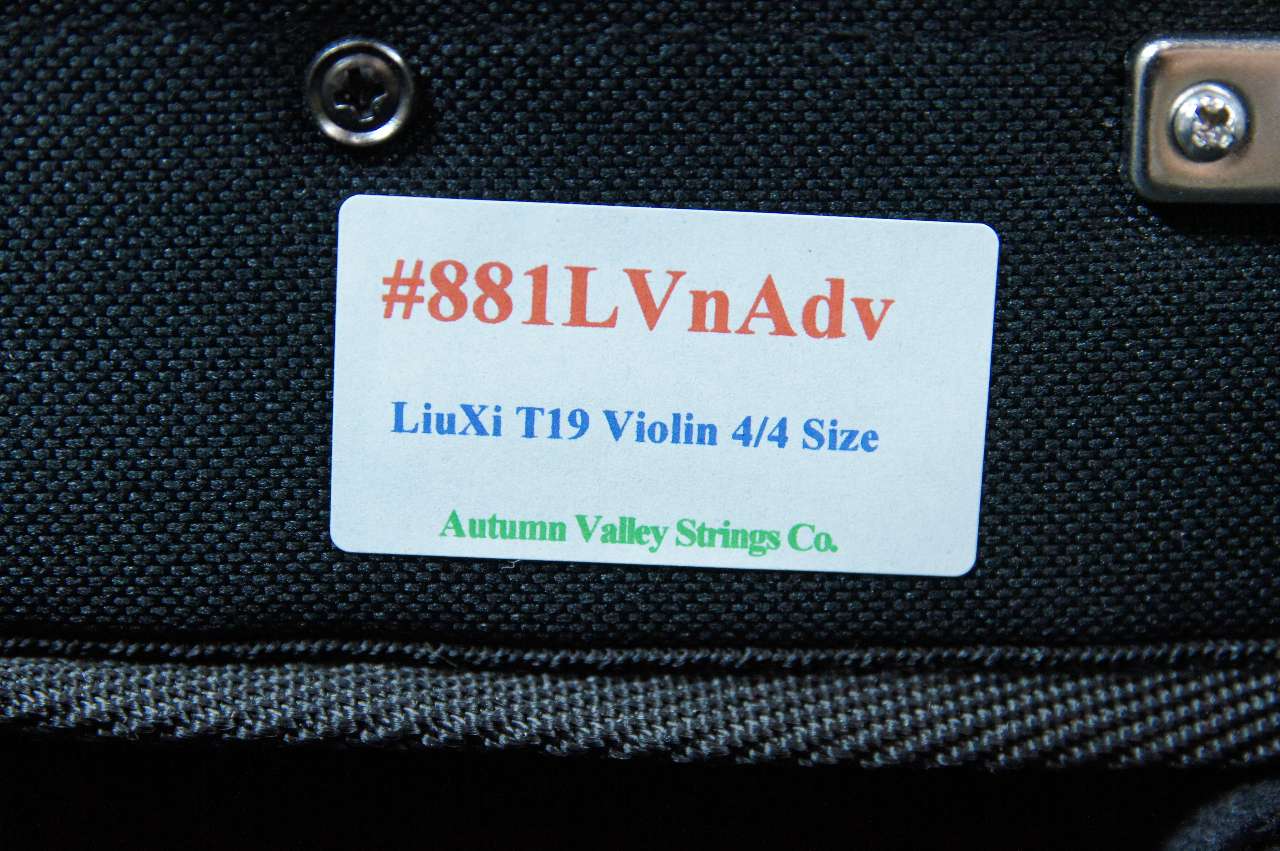 #881LVnAdv
LiuXi T19 Violin 4/4 Size
Autumn Valley Strings Co.